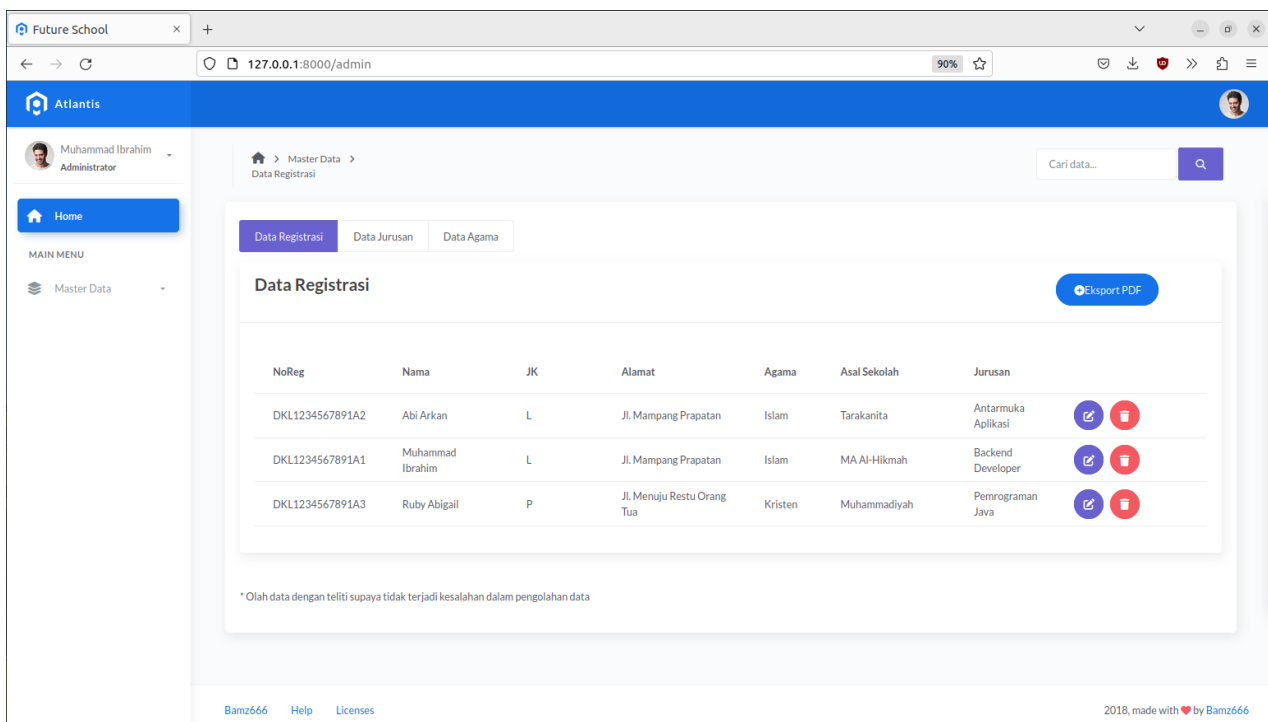 Future School
127.0.0.1:8000/admin
90%
Atlantis
Muhammad Ibrahim
Administrator
Home
MAIN MENU
Master Data
Master Data
Data Registrasi
Cari data...
Data Registrasi Data Jurusan Data Agama
Data Registrasi
Eksport PDF
NoReg Nama JK Alamat Agama Asal Sekolah Jurusan
DKL1234567891A2 Abi Arkan L Jl. Mampang Prapatan Islam Tarakanita Antarmuka Aplikasi
DKL1234567891A1 Muhammad Ibrahim L Jl. Mampang Prapatan Islam MA Al-Hikmah Backend Developer
DKL1234567891A3 Ruby Abigail P Jl. Menuju Restu Orang Tua Kristen Muhammadiyah Pemrograman Java
* Olah data dengan teliti supaya tidak terjadi kesalahan dalam pengolahan data
Bamz666 Help Licenses
2018, made with ❤ by Bamz666